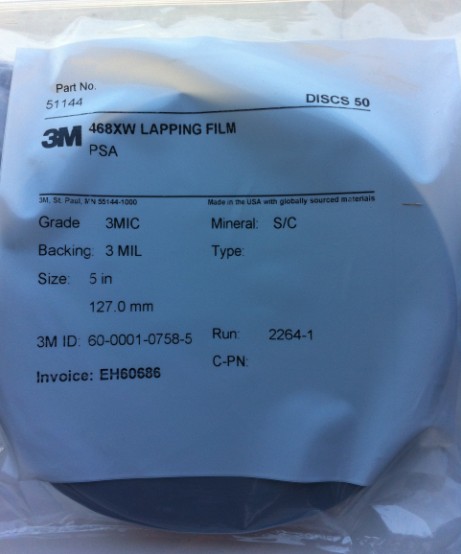 Part No.
51144
DISCS 50
3M 468XW LAPPING FILM
PSA
3M, St. Paul, MN 55144-1000 Made in the USA with globally sourced materials
Grade 3MIC Mineral: S/C
Backing: 3 MIL Type:
Size: 5 in
127.0 mm
3M ID: 60-0001-0758-5 Run: 2264-1
C-PN:
Invoice: EH60686